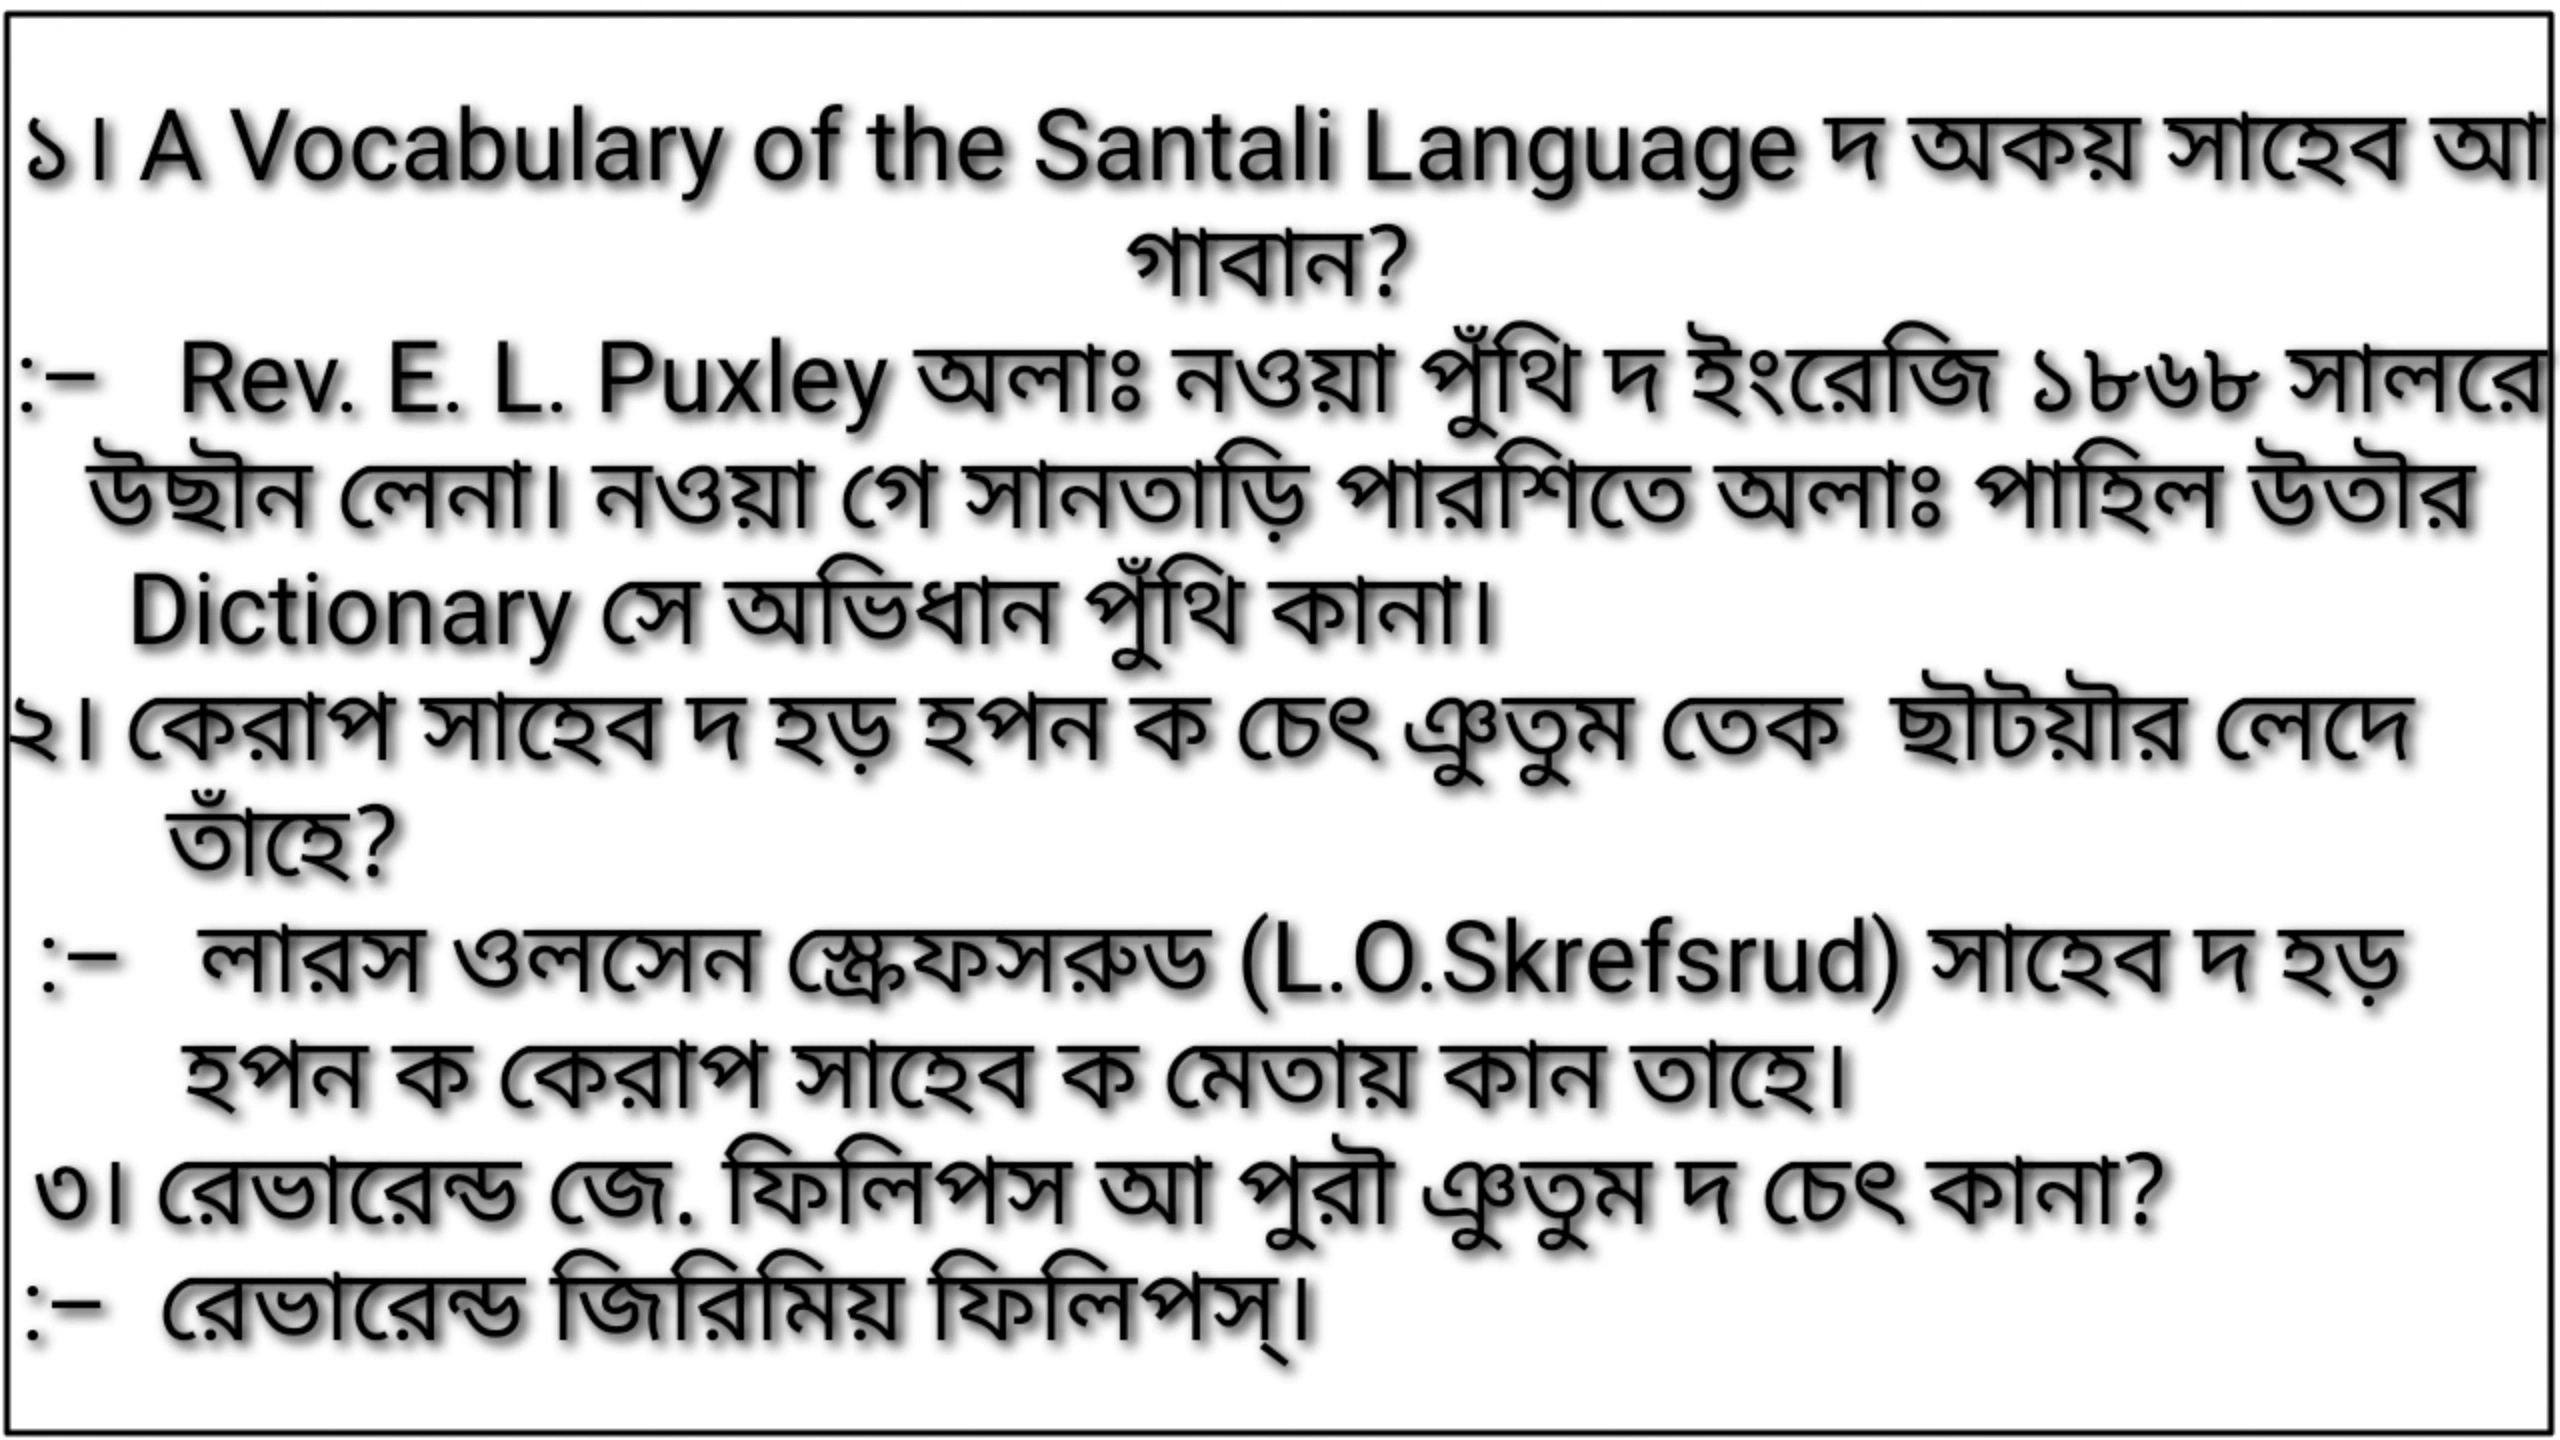 ১। A Vocabulary of the Santali Language দ অকয় সাহেব আ
গাবান?
:– Rev. E. L. Puxley অলাঃ নওয়া পুঁথি দ ইংরেজি ১৮৬৮ সালরে
উছৗন লেনা। নওয়া গে সানতাড়ি পারশিতে অলাঃ পাহিল উতৗর
Dictionary সে অভিধান পুঁথি কানা।
২। কেরাপ সাহেব দ হড় হপন ক চেৎ ঞুতুম তেক ছৗটয়ৗর লেদে
তাঁহে?
:– লারস ওলসেন স্ক্রেফসরুড (L.O.Skrefsrud) সাহেব দ হড়
হপন ক কেরাপ সাহেব ক মেতায় কান তাহে।
৩। রেভারেন্ড জে. ফিলিপস আ পুরৗ ঞুতুম দ চেৎ কানা?
:– রেভারেন্ড জিরিমিয় ফিলিপস্।